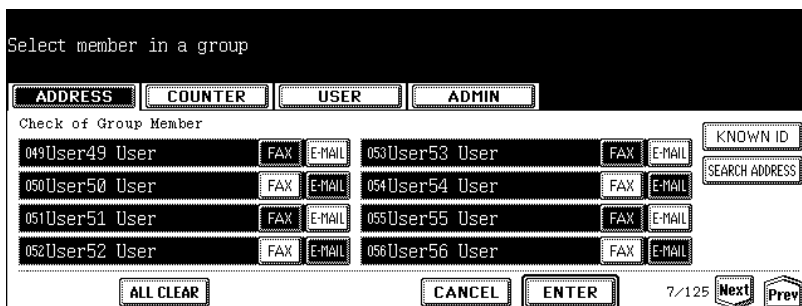 Select member in a group
ADDRESS COUNTER USER ADMIN
Check of Group Member
KNOWN ID
049User49 User FAX E-MAIL 053User53 User FAX E-MAIL
SEARCH ADDRESS
050User50 User FAX E-MAIL 054User54 User FAX E-MAIL
051User51 User FAX E-MAIL 055User55 User FAX E-MAIL
052User52 User FAX E-MAIL 056User56 User FAX E-MAIL
ALL CLEAR CANCEL ENTER 7/125 Next Prev